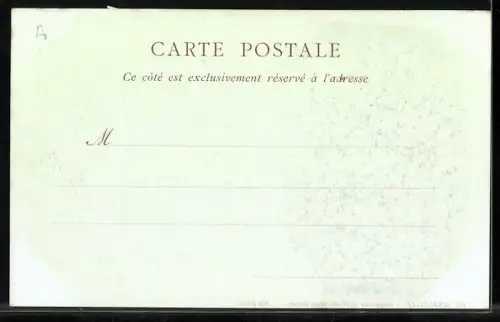 A
CARTE POSTALE
Ce côté est exclusivement réservé à l'adresse
M